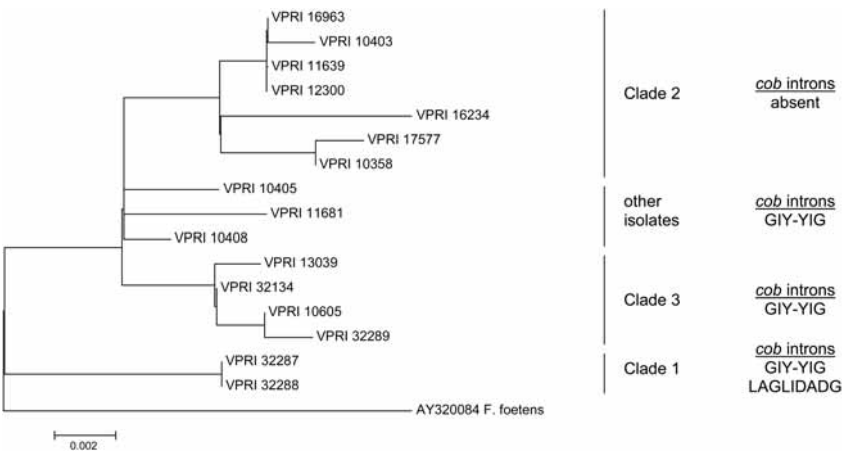 VPRI 16963
VPRI 10403
VPRI 11639
VPRI 12300
VPRI 16234
VPRI 17577
VPRI 10358
Clade 2
cob introns
absent
VPRI 10405
VPRI 11681
VPRI 10408
other
isolates
cob introns
GIY-YIG
VPRI 13039
VPRI 32134
VPRI 10605
VPRI 32289
Clade 3
cob introns
GIY-YIG
VPRI 32287
VPRI 32288
Clade 1
cob introns
GIY-YIG
LAGLIDADG
AY320084 F. foetens
0.002